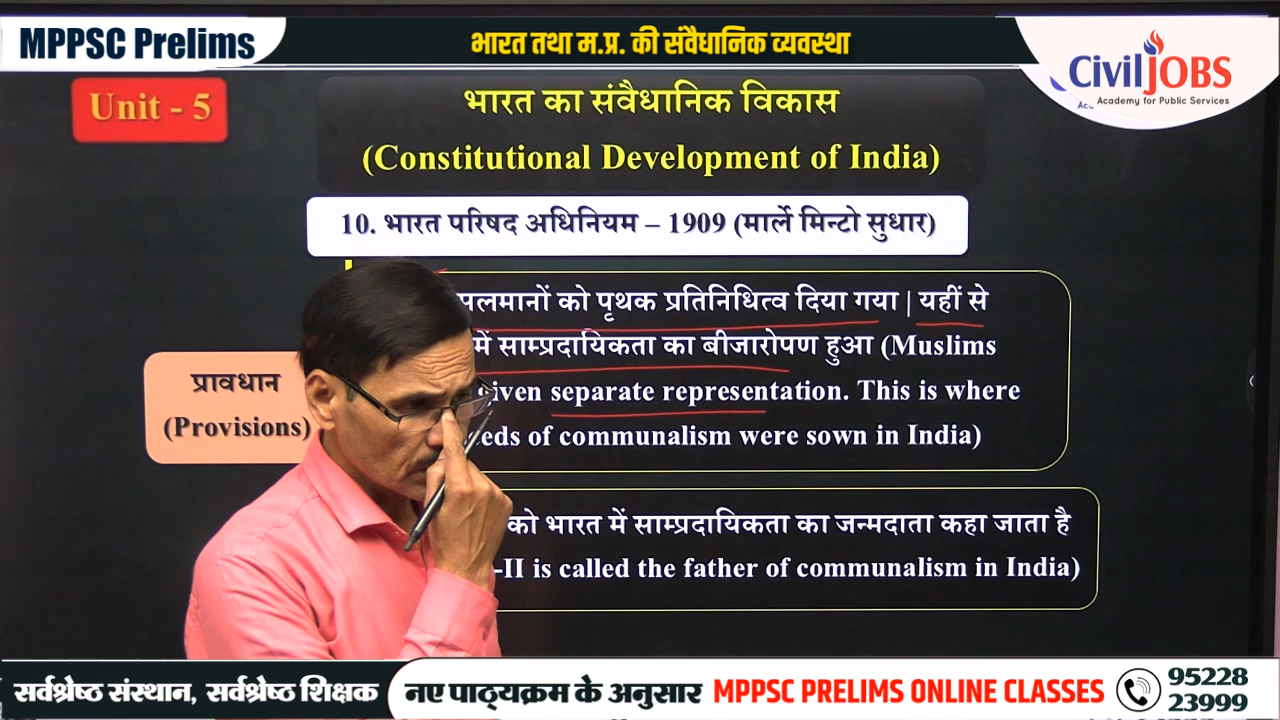 MPPSC Prelims
भारत तथा म.प्र. की संवैधानिक व्यवस्था
CivilJOBS
Academy for Public Services
Unit - 5
भारत का संवैधानिक विकास
(Constitutional Development of India)
10. भारत परिषद अधिनियम – 1909 (मार्ले मिन्टो सुधार)
को पृथक प्रतिनिधित्व दिया गया | यहीं से
में साम्प्रदायिकता का बीजारोपण हुआ (Muslims
separate representation. This is where
of communalism were sown in India)
प्रावधान
(Provisions)
को भारत में साम्प्रदायिकता का जन्मदाता कहा जाता है
-II is called the father of communalism in India)
सर्वश्रेष्ठ संस्थान, सर्वश्रेष्ठ शिक्षक
नए पाठ्यक्रम के अनुसार MPPSC PRELIMS ONLINE CLASSES
95228
23999